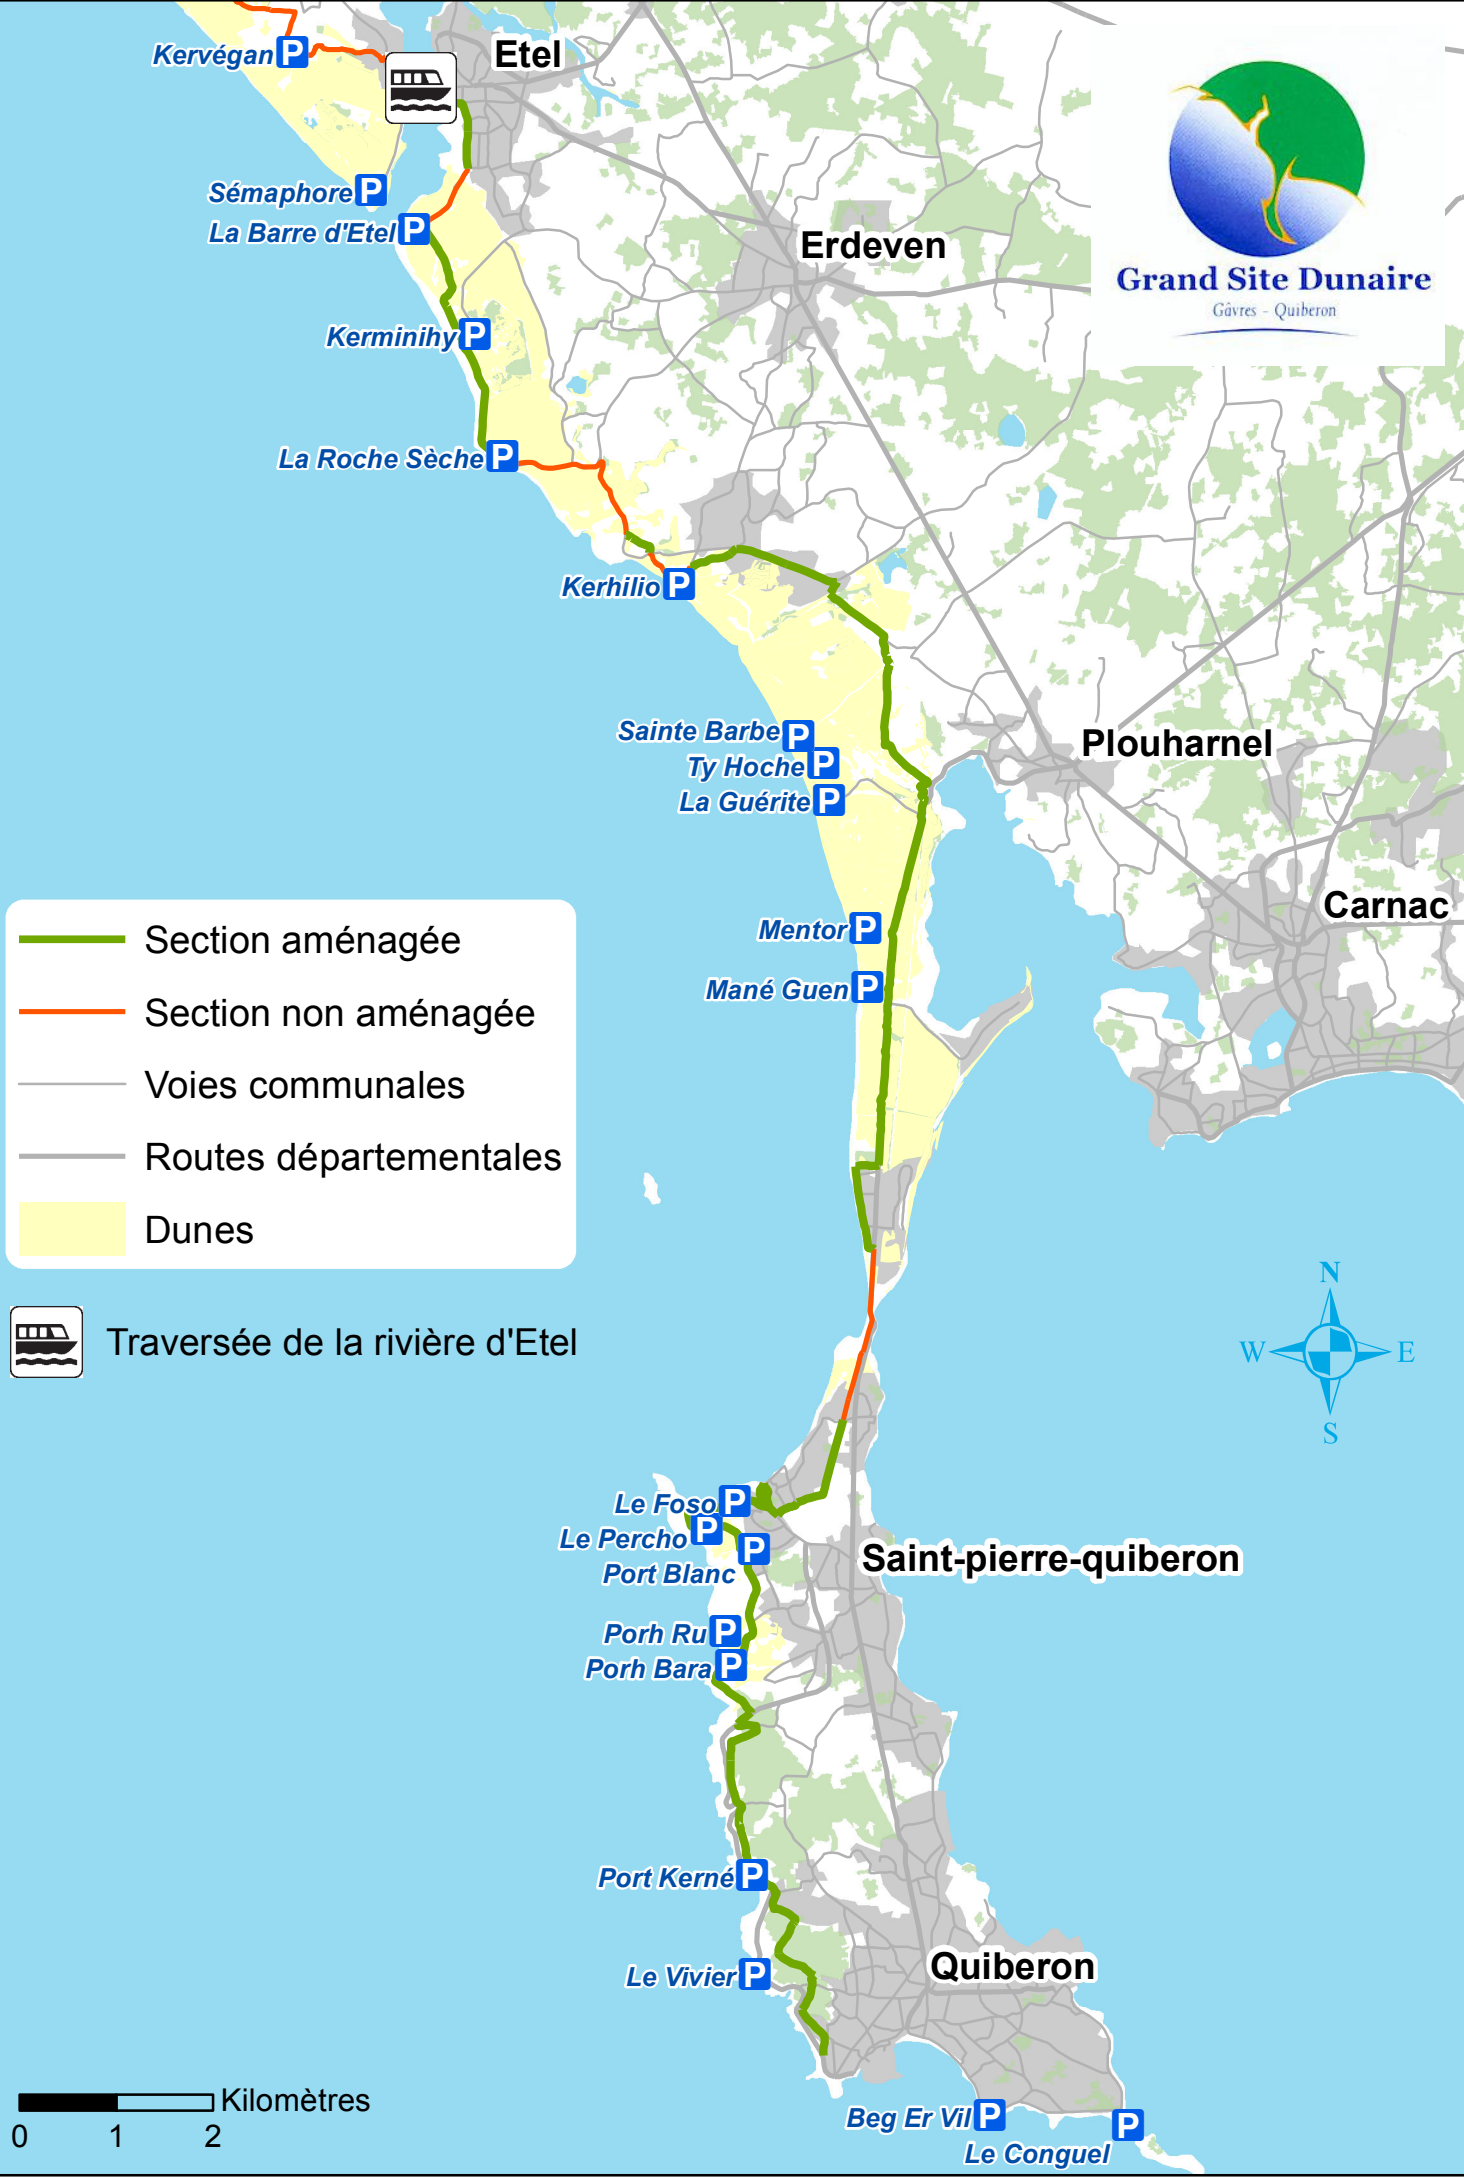 Kervégan
P
Etel
Sémaphore
P
La Barre d'Etel
P
Erdeven
Grand Site Dunaire
Gâvres - Quiberon
Kerminihy
P
La Roche Sèche
P
Kerhilio
P
Sainte Barbe
P
Ty Hoche
P
La Guérite
P
Plouharnel
Carnac
Mentor
P
Mané Guen
P
Section aménagée
Section non aménagée
Voies communales
Routes départementales
Dunes
Traversée de la rivière d'Etel
N
W
E
S
Le Foso
P
Le Percho
P
Port Blanc
P
Saint-pierre-quiberon
Porh Ru
P
Porh Bara
P
Port Kerné
P
Le Vivier
P
Quiberon
Kilomètres
0 1 2
Beg Er Vil
P
Le Conguel
P